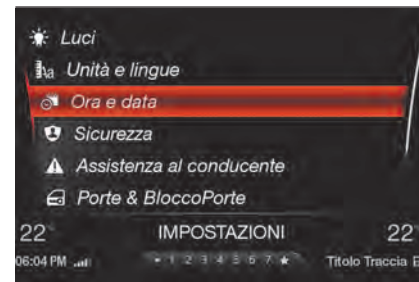 Luci
Unità e lingue
Ora e data
Sicurezza
Assistenza al conducente
Porte & BloccoPorte
22° IMPOSTAZIONI 22°
06:04 PM 1 2 3 4 5 6 7 Titolo Traccia E